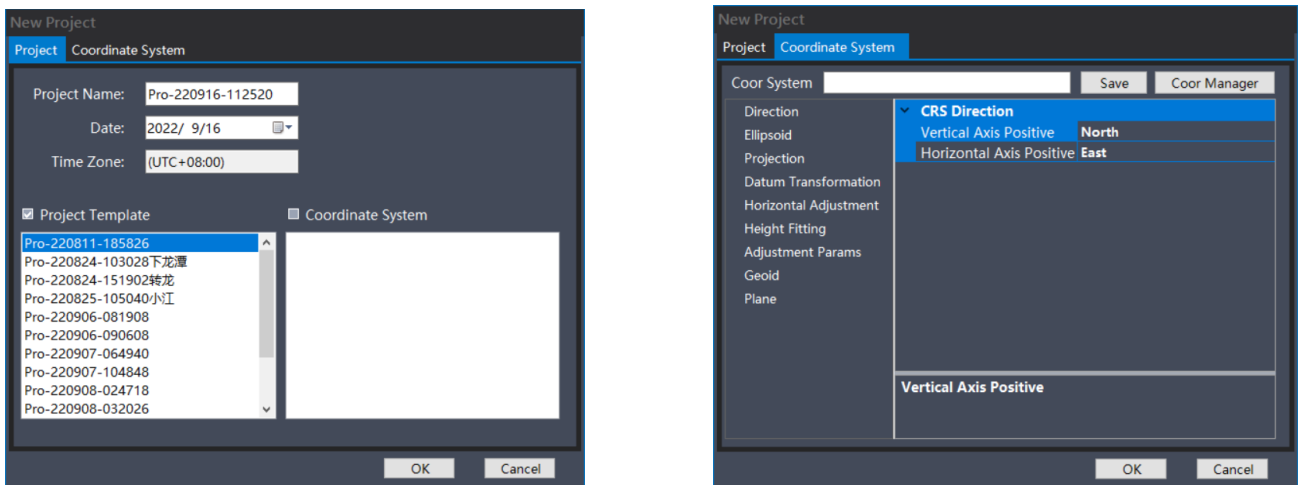 New Project
Project Coordinate System
Project Name: Pro-220916-112520
Date: 2022/ 9/16
Time Zone: (UTC+08:00)
Project Template
Coordinate System
Pro-220811-185826
Pro-220824-103028下龙潭
Pro-220824-151902转龙
Pro-220825-105040小江
Pro-220906-081908
Pro-220906-090608
Pro-220907-064940
Pro-220907-104848
Pro-220908-024718
Pro-220908-032026
OK Cancel
New Project
Project Coordinate System
Coor System Save Coor Manager
Direction
Ellipsoid
Projection
Datum Transformation
Horizontal Adjustment
Height Fitting
Adjustment Params
Geoid
Plane
CRS Direction
Vertical Axis Positive North
Horizontal Axis Positive East
Vertical Axis Positive
OK Cancel